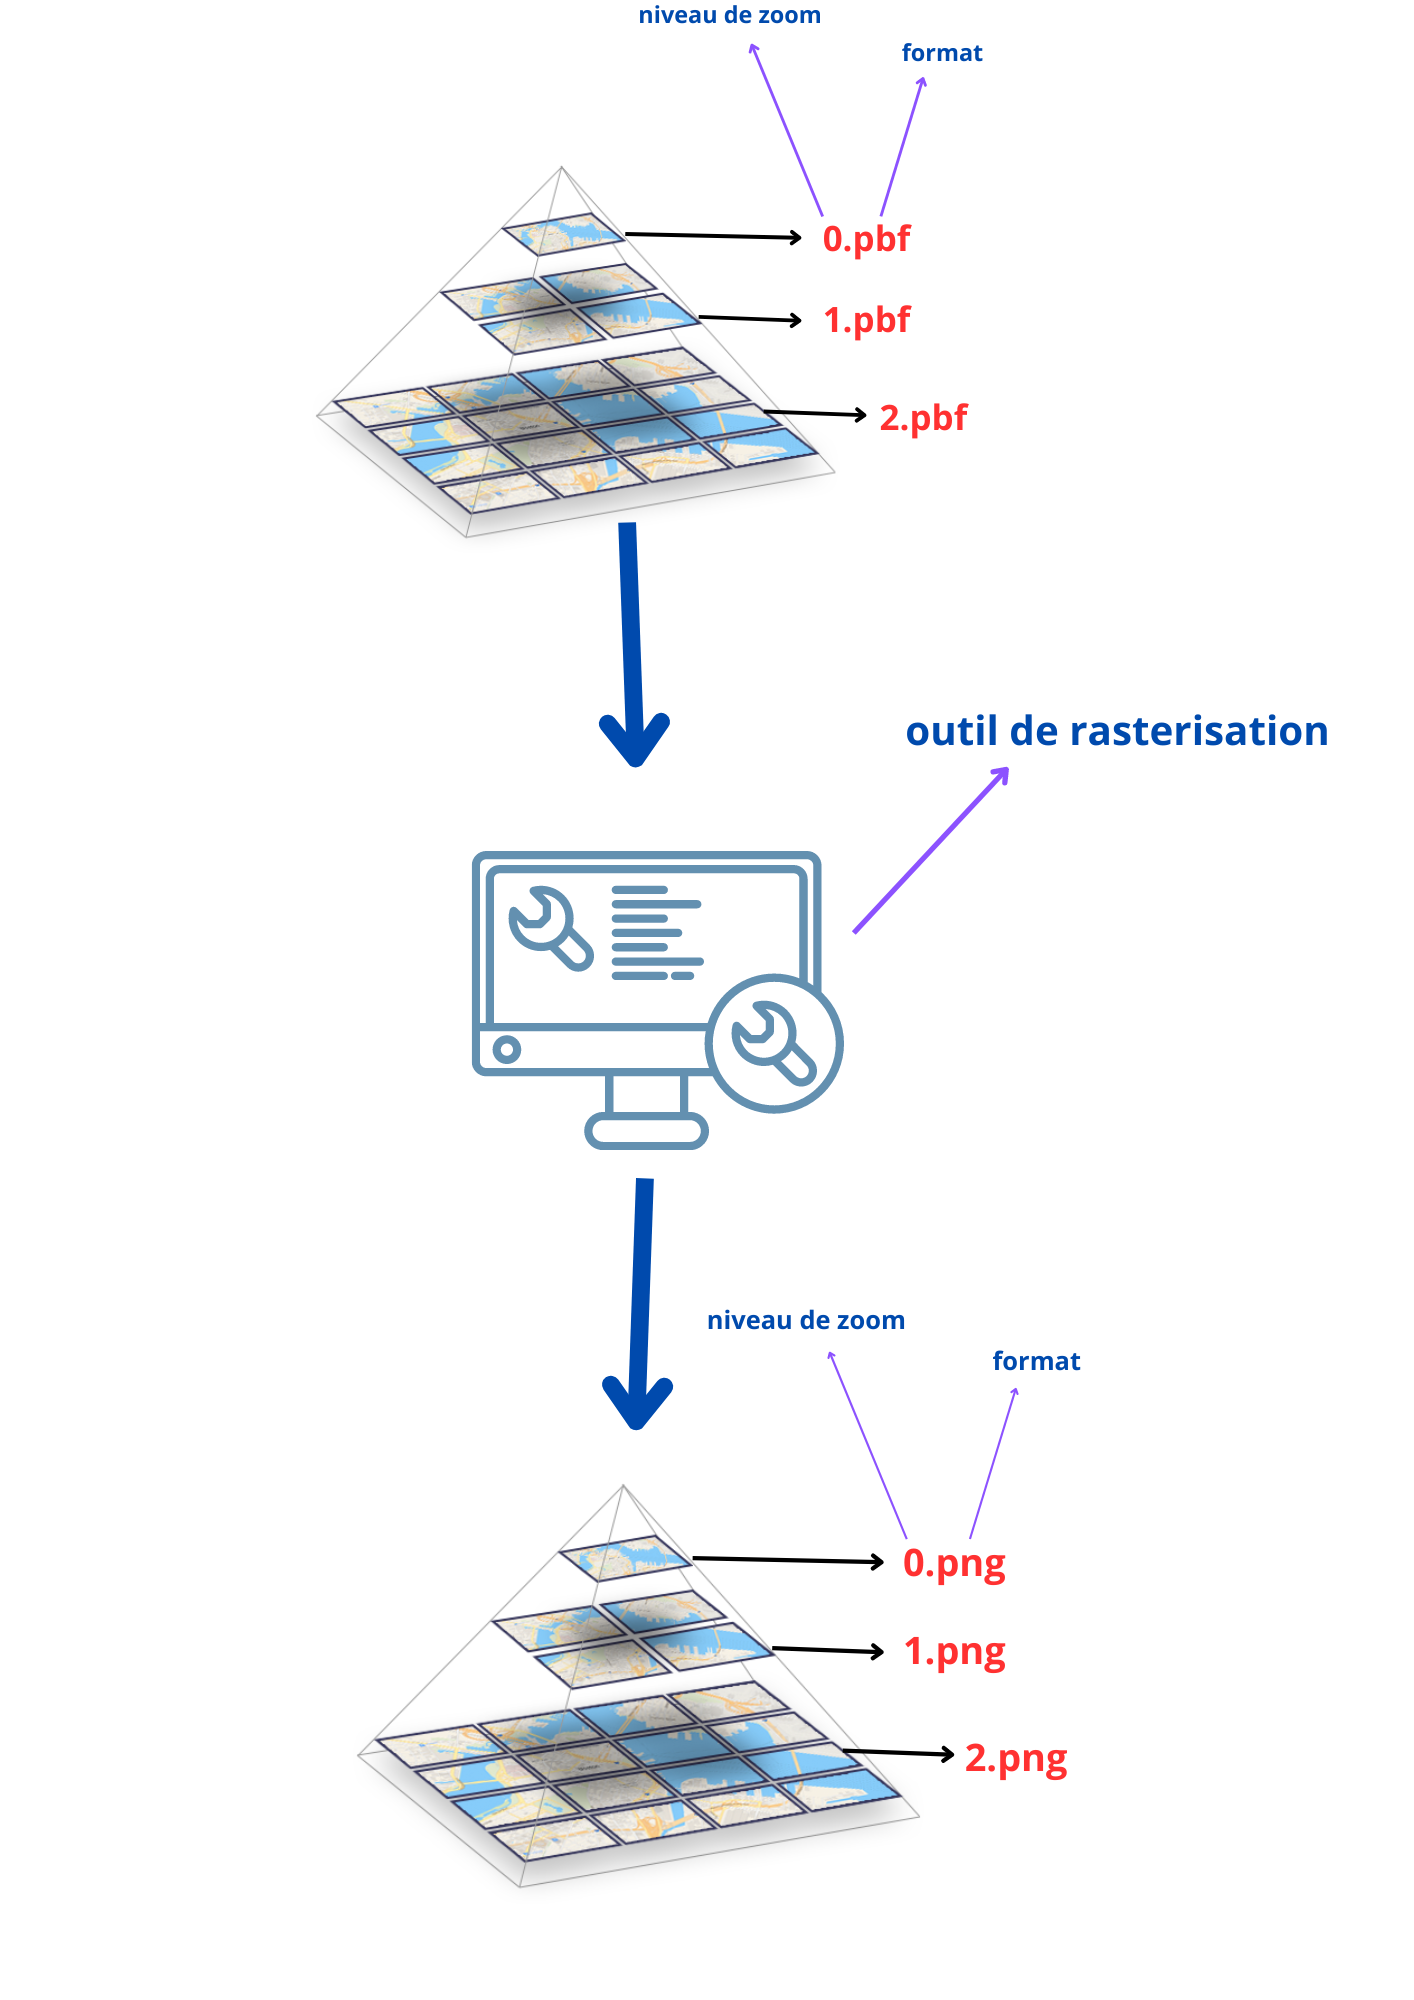 niveau de zoom
format
0.pbf
1.pbf
2.pbf
outil de rasterisation
niveau de zoom
format
0.png
1.png
2.png